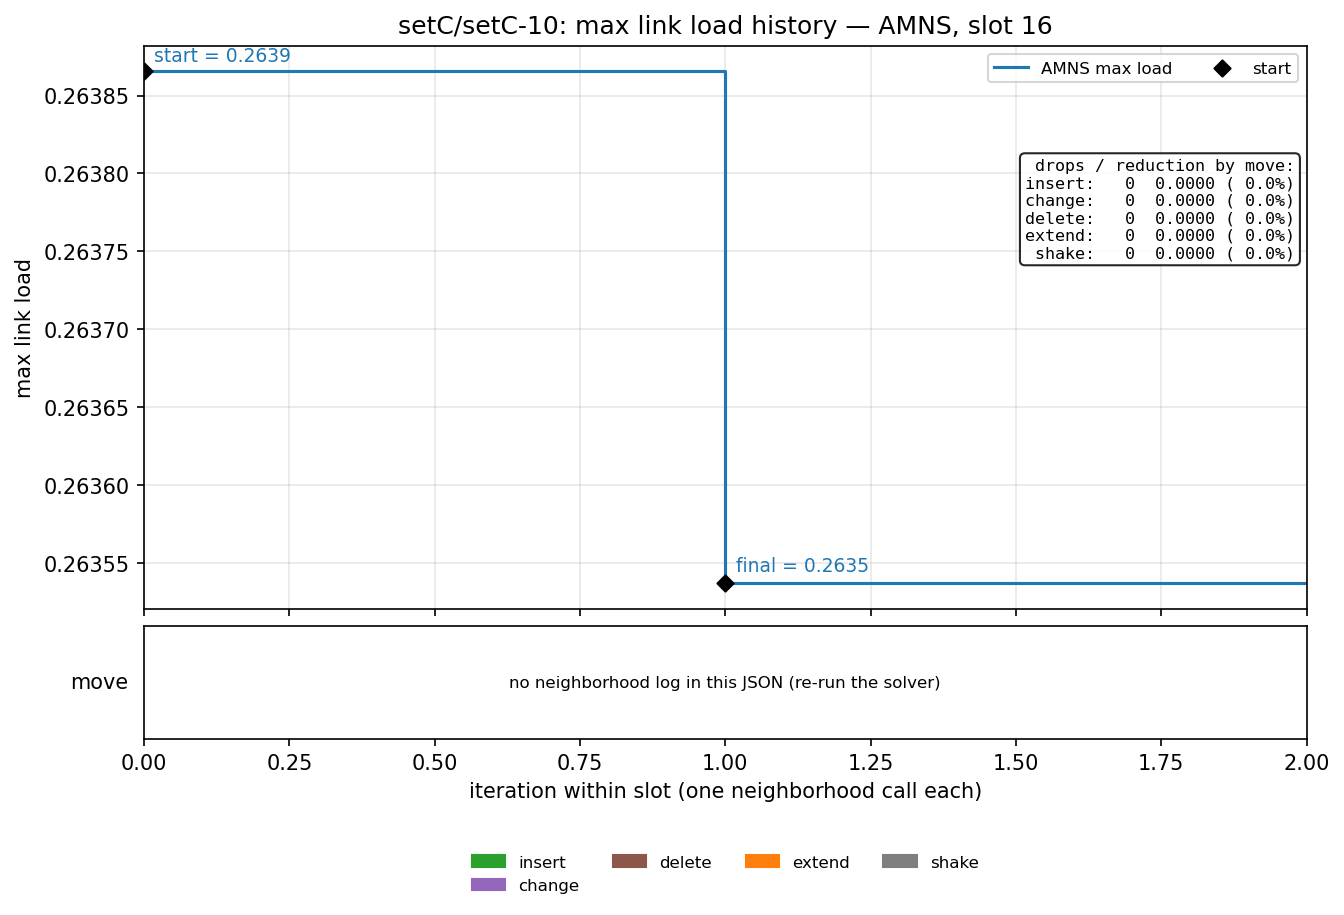 setC/setC-10: max link load history — AMNS, slot 16
start = 0.2639
AMNS max load
start
0.26385
0.26380
0.26375
0.26370
0.26365
0.26360
0.26355
max link load
drops / reduction by move:
insert: 0 0.0000 ( 0.0%)
change: 0 0.0000 ( 0.0%)
delete: 0 0.0000 ( 0.0%)
extend: 0 0.0000 ( 0.0%)
shake: 0 0.0000 ( 0.0%)
final = 0.2635
move
no neighborhood log in this JSON (re-run the solver)
0.00 0.25 0.50 0.75 1.00 1.25 1.50 1.75 2.00
iteration within slot (one neighborhood call each)
insert delete extend shake
change